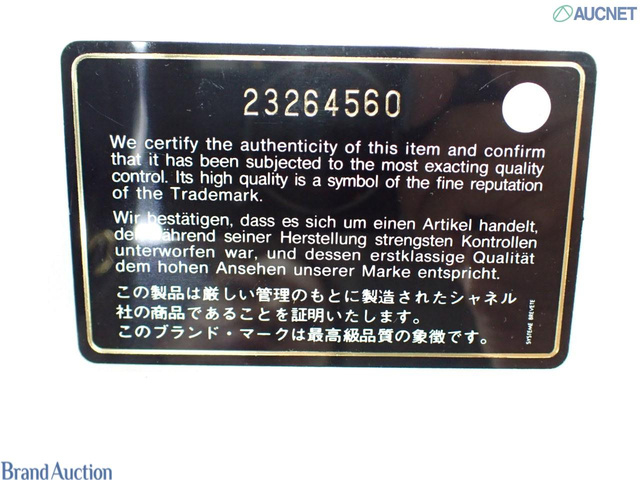 AUCNET
23264560
We certify the authenticity of this item and confirm
that it has been subjected to the most exacting quality
control. Its high quality is a symbol of the fine reputation
of the Trademark.
Wir bestätigen, dass es sich um einen Artikel handelt,
der während seiner Herstellung strengsten Kontrollen
unterworfen war, und dessen erstklassige Qualität
dem hohen Ansehen unserer Marke entspricht.
この製品は厳しい管理のもとに製造されたシャネル
社の商品であることを証明いたします。
このブランド・マークは最高級品質の象徴です。
SYSTEME BREVETE
Brand Auction